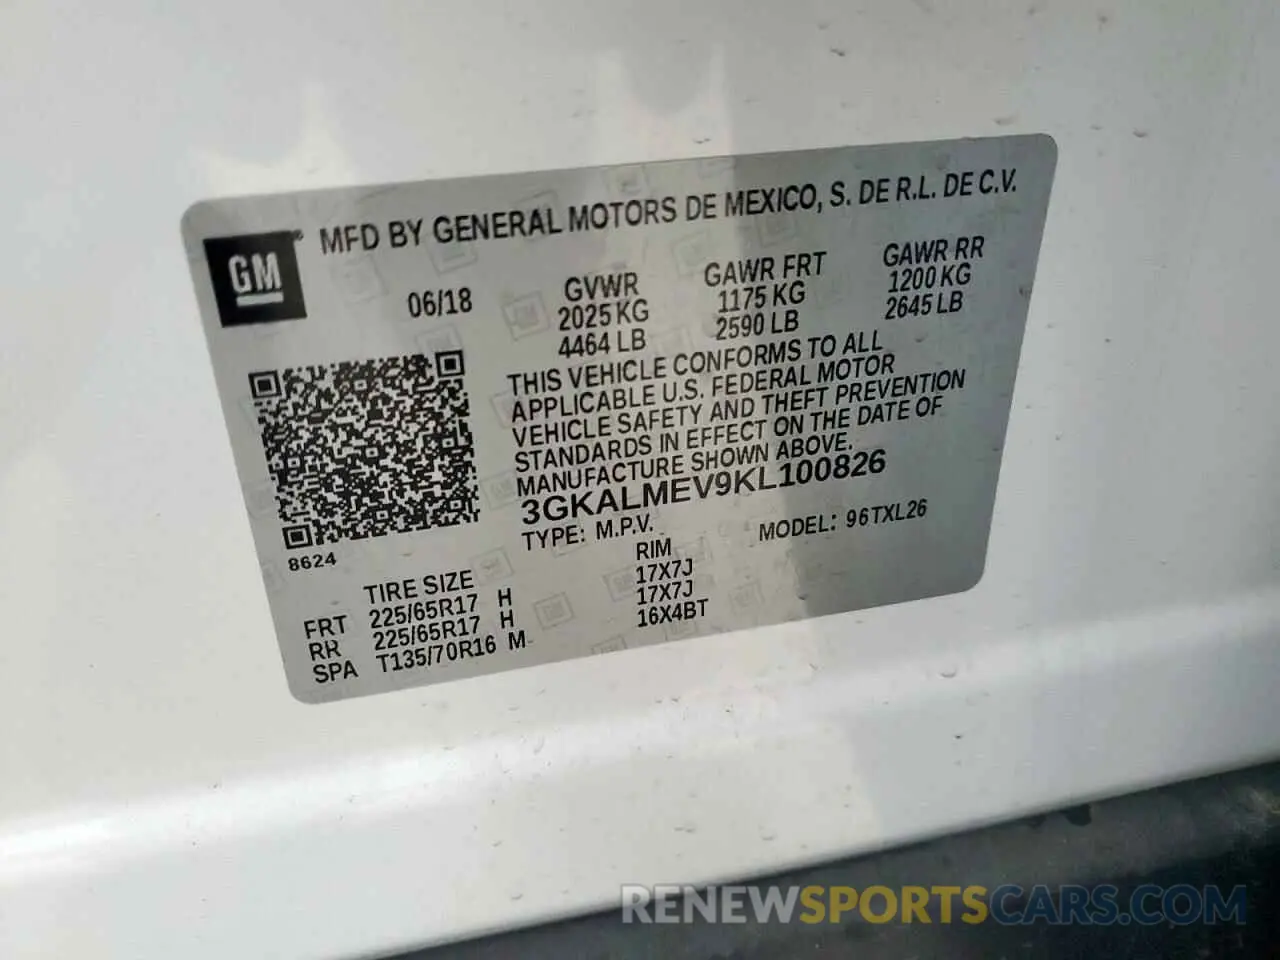 MFD BY GENERAL MOTORS DE MEXICO, S. DE R.L. DE C.V.
GM
06/18
GVWR
2025 KG
4464 LB
GAWR FRT
1175 KG
2590 LB
GAWR RR
1200 KG
2645 LB
THIS VEHICLE CONFORMS TO ALL
APPLICABLE U.S. FEDERAL MOTOR
VEHICLE SAFETY AND THEFT PREVENTION
STANDARDS IN EFFECT ON THE DATE OF
MANUFACTURE SHOWN ABOVE.
3GKALMEV9KL100826
TYPE: M.P.V.
MODEL: 96TXL26
8624
TIRE SIZE RIM
FRT 225/65R17 H 17X7J
RR 225/65R17 H 17X7J
SPA T135/70R16 M 16X4BT
RENEWSPORTSCARS.COM